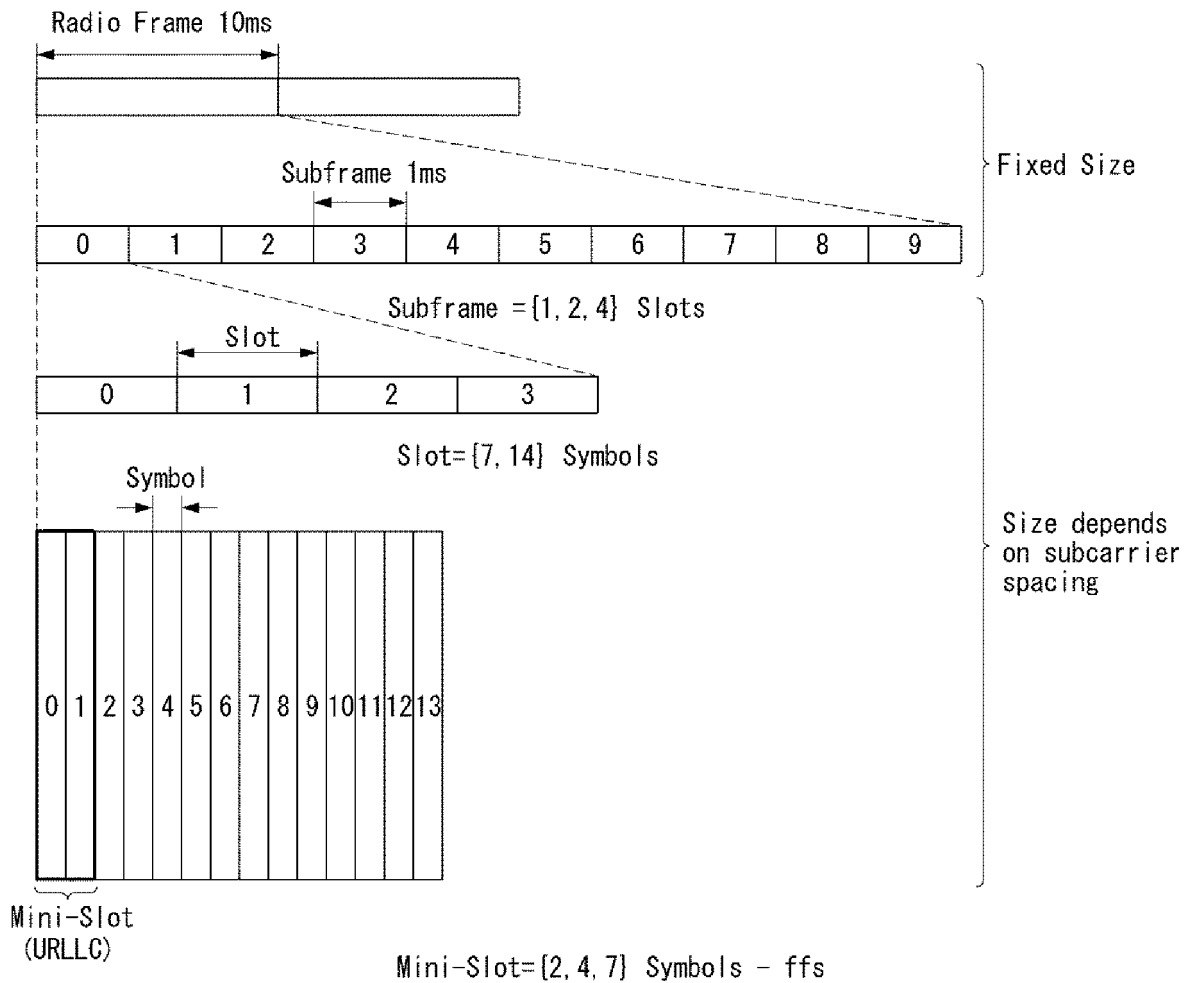 Radio Frame 10ms
Fixed Size
Subframe 1ms
0 1 2 3 4 5 6 7 8 9
Subframe ={1, 2, 4} Slots
Slot
0 1 2 3
Slot={7, 14} Symbols
Symbol
Size depends
on subcarrier
spacing
0 1 2 3 4 5 6 7 8 9 10 11 12 13
Mini-Slot
(URLLC)
Mini-Slot={2, 4, 7} Symbols - ffs